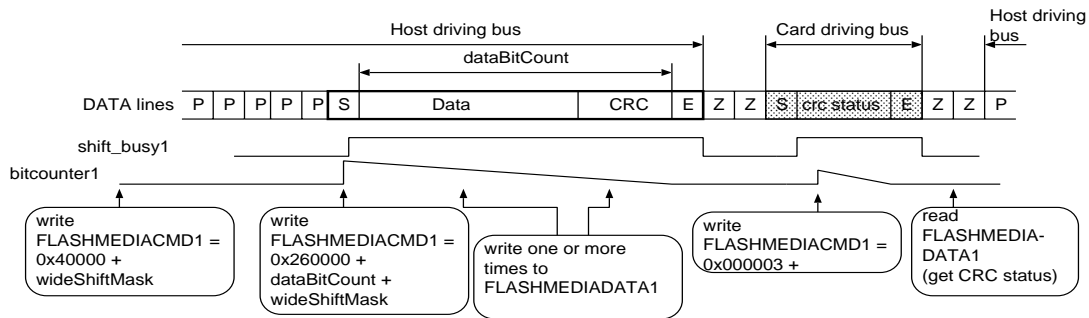 Host driving bus
Card driving bus
Host driving
bus
dataBitCount
DATA lines
P P P P P S Data CRC E Z Z S crc status E Z Z P
shift_busy1
bitcounter1
write
FLASHMEDIACMD1 =
0x40000 +
wideShiftMask
write
FLASHMEDIACMD1 =
0x260000 +
dataBitCount +
wideShiftMask
write one or more
times to
FLASHMEDIADATA1
write
FLASHMEDIACMD1 =
0x000003 +
read
FLASHMEDIA-
DATA1
(get CRC status)